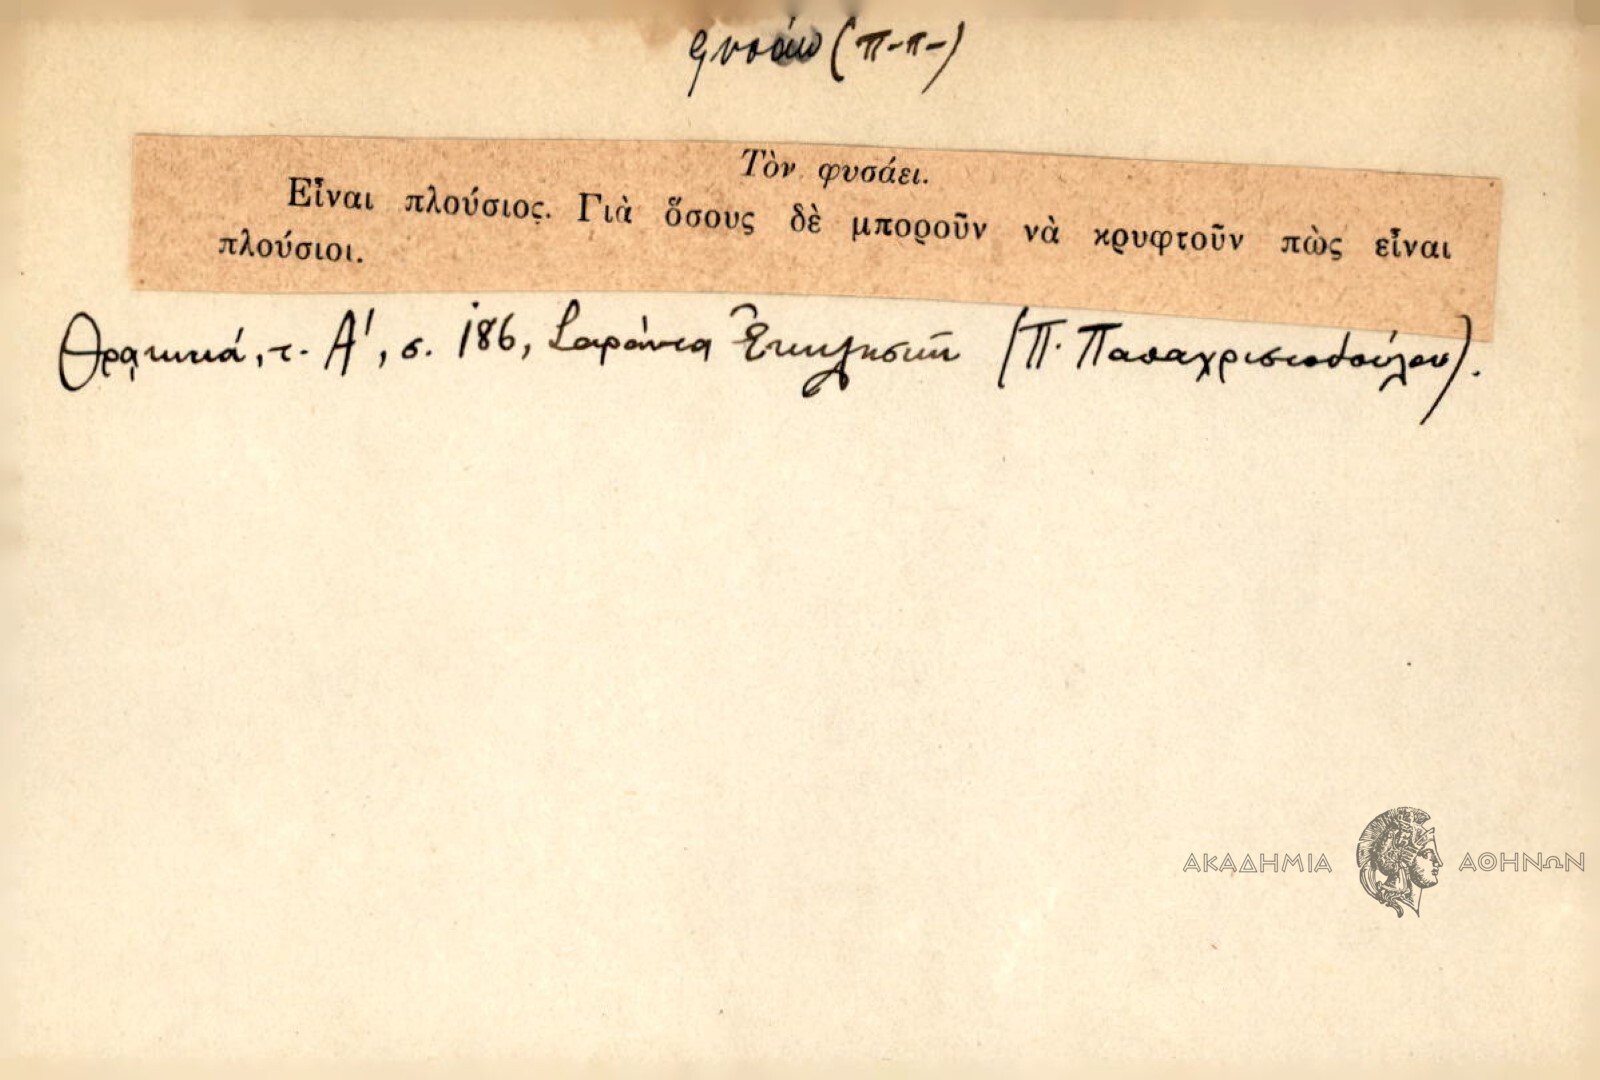 φυσάω (π-π-)
Τὸν φυσάει.
Εἶναι πλούσιος. Γιὰ ὅσους δὲ μποροῦν νὰ κρυφτοῦν πὼς εἶναι
πλούσιοι.
Θρακικά, τ. Α', σ. 186, Σαράντα Ἐκκλησιῶν (Π. Παπαχριστοδούλου).
ΑΚΑΔΗΜΙΑ ΑΘΗΝΩΝ